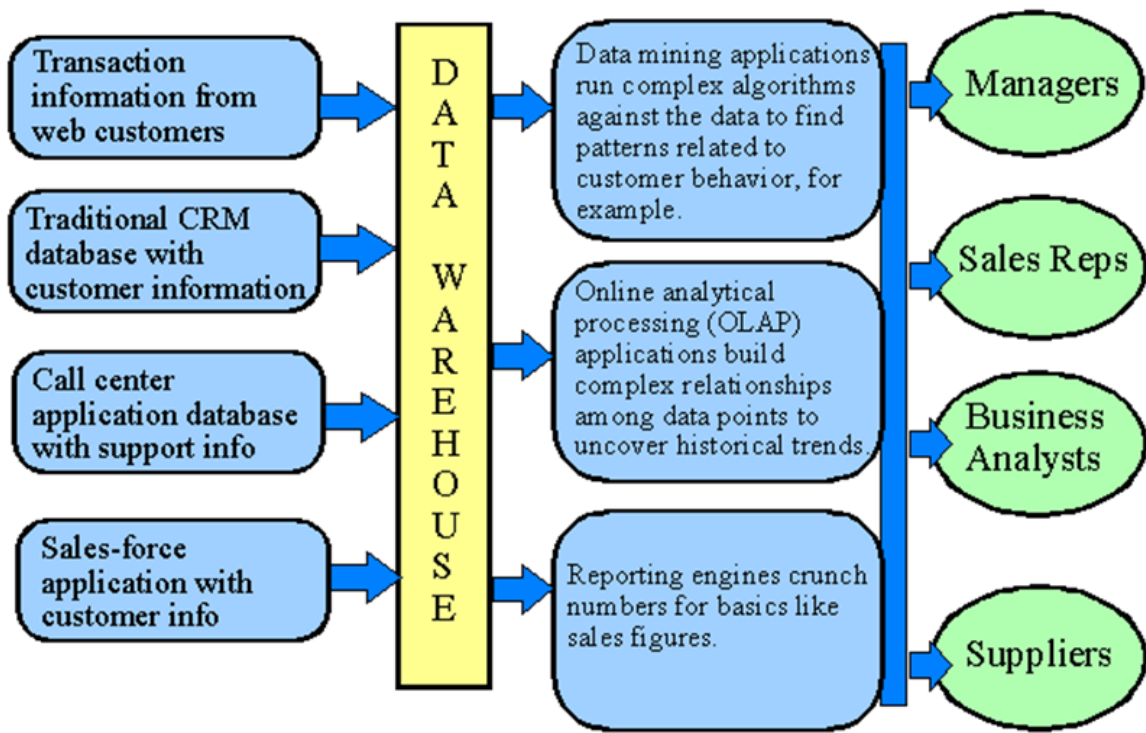 Transaction
information from
web customers
Traditional CRM
database with
customer information
Call center
application database
with support info
Sales-force
application with
customer info
DATA WAREHOUSE
Data mining applications
run complex algorithms
against the data to find
patterns related to
customer behavior, for
example.
Online analytical
processing (OLAP)
applications build
complex relationships
among data points to
uncover historical trends.
Reporting engines crunch
numbers for basics like
sales figures.
Managers
Sales Reps
Business
Analysts
Suppliers